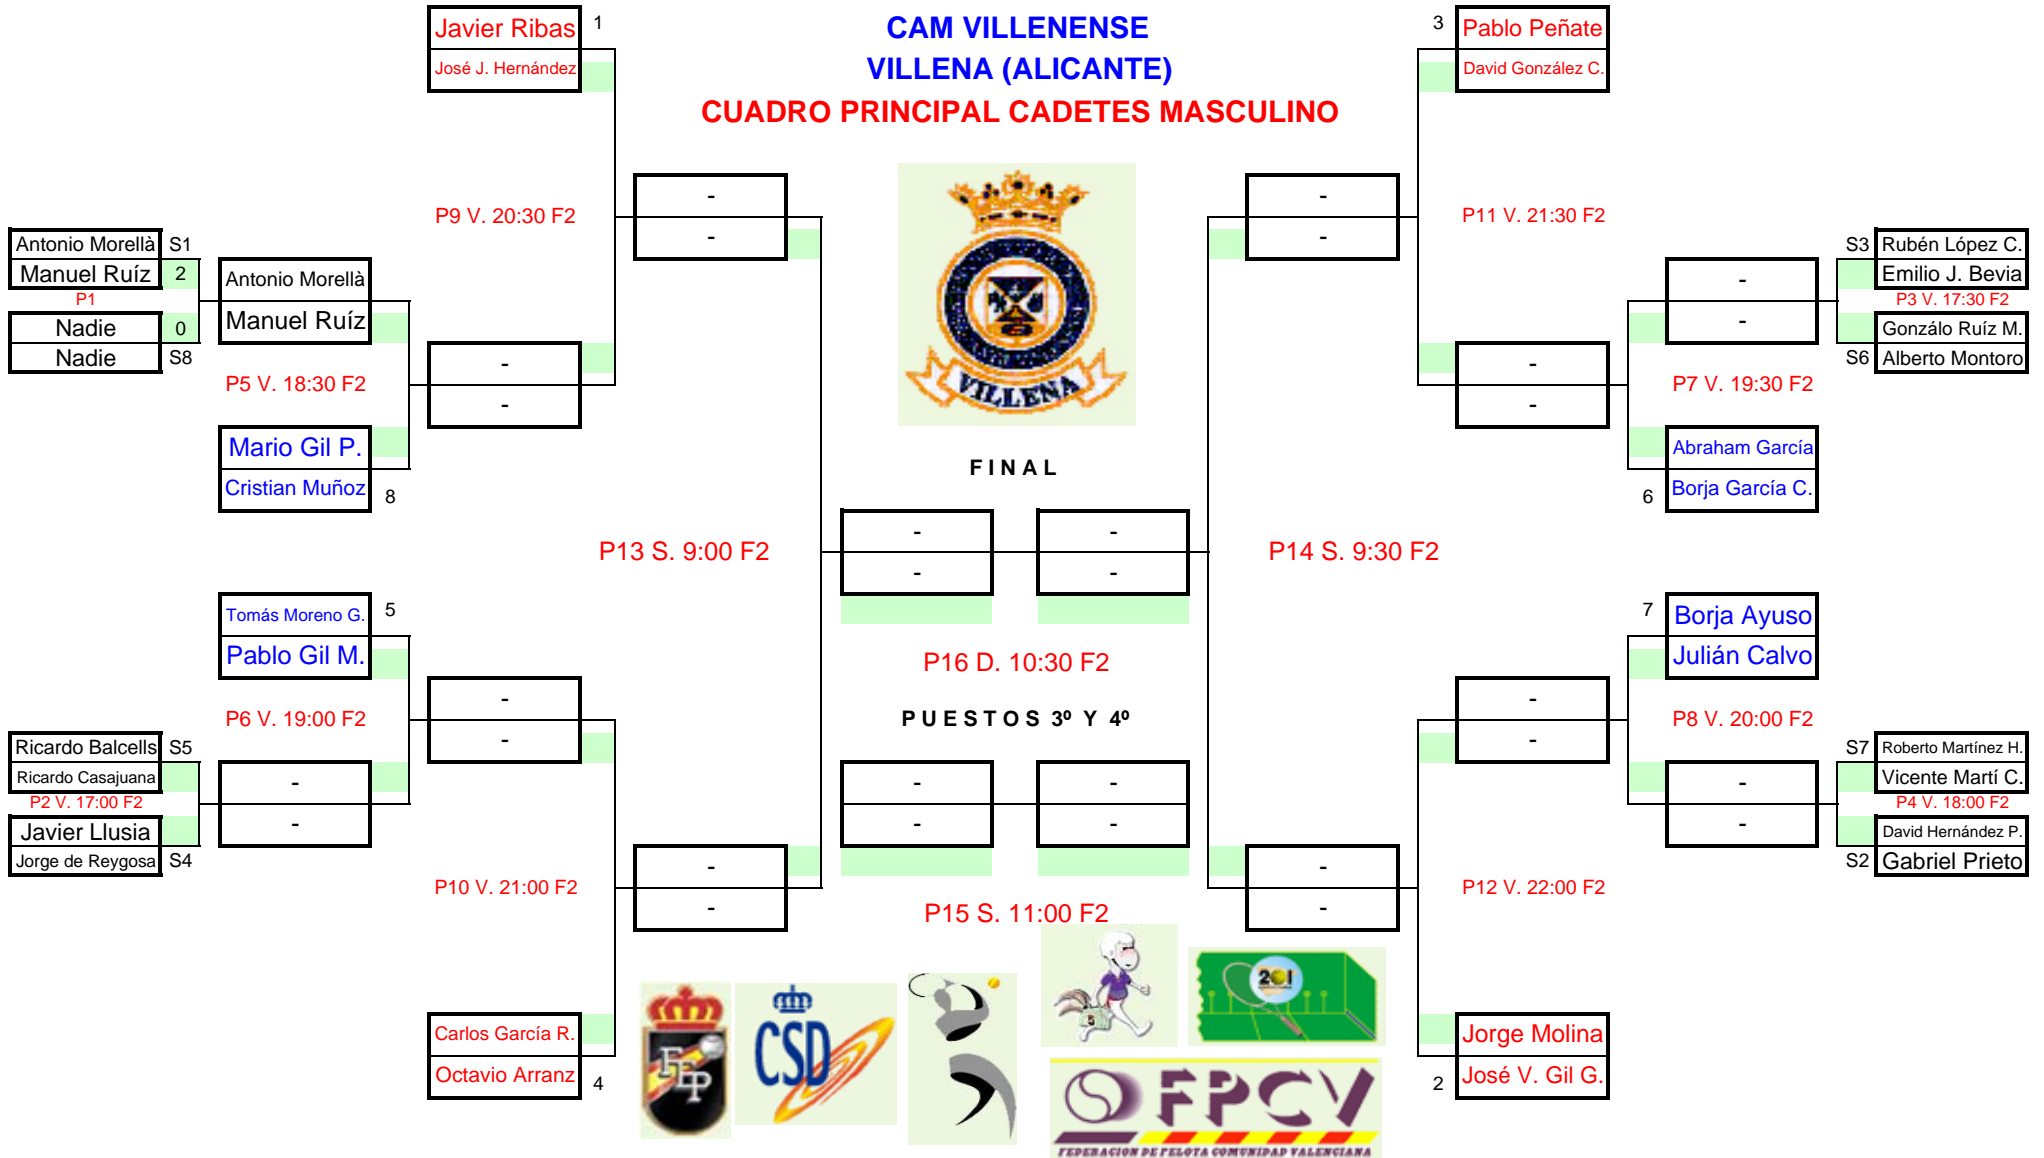 CAM VILLENENSE
VILLENA (ALICANTE)
CUADRO PRINCIPAL CADETES MASCULINO
Javier Ribas 1
José J. Hernández
3 Pablo Peñate
David González C.
P9 V. 20:30 F2
-
-
VILLENA
-
-
P11 V. 21:30 F2
Antonio Morellà S1
Manuel Ruíz 2
P1
Nadie 0
Nadie S8
Antonio Morellà
Manuel Ruíz
P5 V. 18:30 F2
-
-
Mario Gil P.
Cristian Muñoz 8
S3 Rubén López C.
Emilio J. Bevia
P3 V. 17:30 F2
Gonzálo Ruíz M.
S6 Alberto Montoro
-
-
P7 V. 19:30 F2
-
-
Abraham García
6 Borja García C.
F I N A L
P13 S. 9:00 F2
- -
- -
P14 S. 9:30 F2
P16 D. 10:30 F2
Tomás Moreno G. 5
Pablo Gil M.
P6 V. 19:00 F2
-
-
Ricardo Balcells S5
Ricardo Casajuana
P2 V. 17:00 F2
Javier Llusia
Jorge de Reygosa S4
-
-
P10 V. 21:00 F2
-
-
Carlos García R.
Octavio Arranz 4
P U E S T O S 3º Y 4º
- -
- -
P15 S. 11:00 F2
7 Borja Ayuso
Julián Calvo
P8 V. 20:00 F2
-
-
S7 Roberto Martínez H.
Vicente Martí C.
P4 V. 18:00 F2
David Hernández P.
S2 Gabriel Prieto
-
-
P12 V. 22:00 F2
-
-
Jorge Molina
2 José V. Gil G.
FEP
CSD
201
FPCV
FEDERACION DE PELOTA COMUNIDAD VALENCIANA